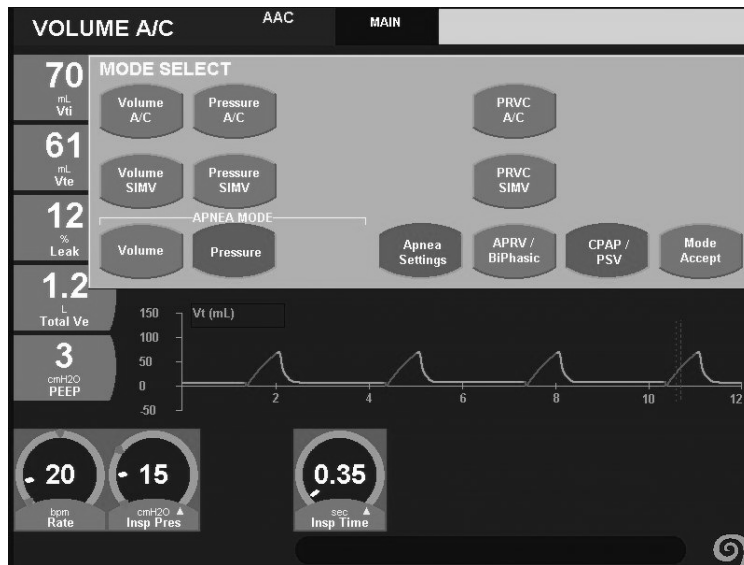 VOLUME A/C
AAC
MAIN
MODE SELECT
70
mL
Vti
Volume
A/C
Pressure
A/C
PRVC
A/C
61
mL
Vte
Volume
SIMV
Pressure
SIMV
PRVC
SIMV
12
%
Leak
APNEA MODE
Volume
Pressure
Apnea
Settings
APRV /
BiPhasic
CPAP /
PSV
Mode
Accept
1.2
L
Total Ve
3
cmH2O
PEEP
Vt (mL)
150
100
50
0
-50
2
4
6
8
10
12
20
bpm
Rate
15
cmH2O
Insp Pres
0.35
sec
Insp Time